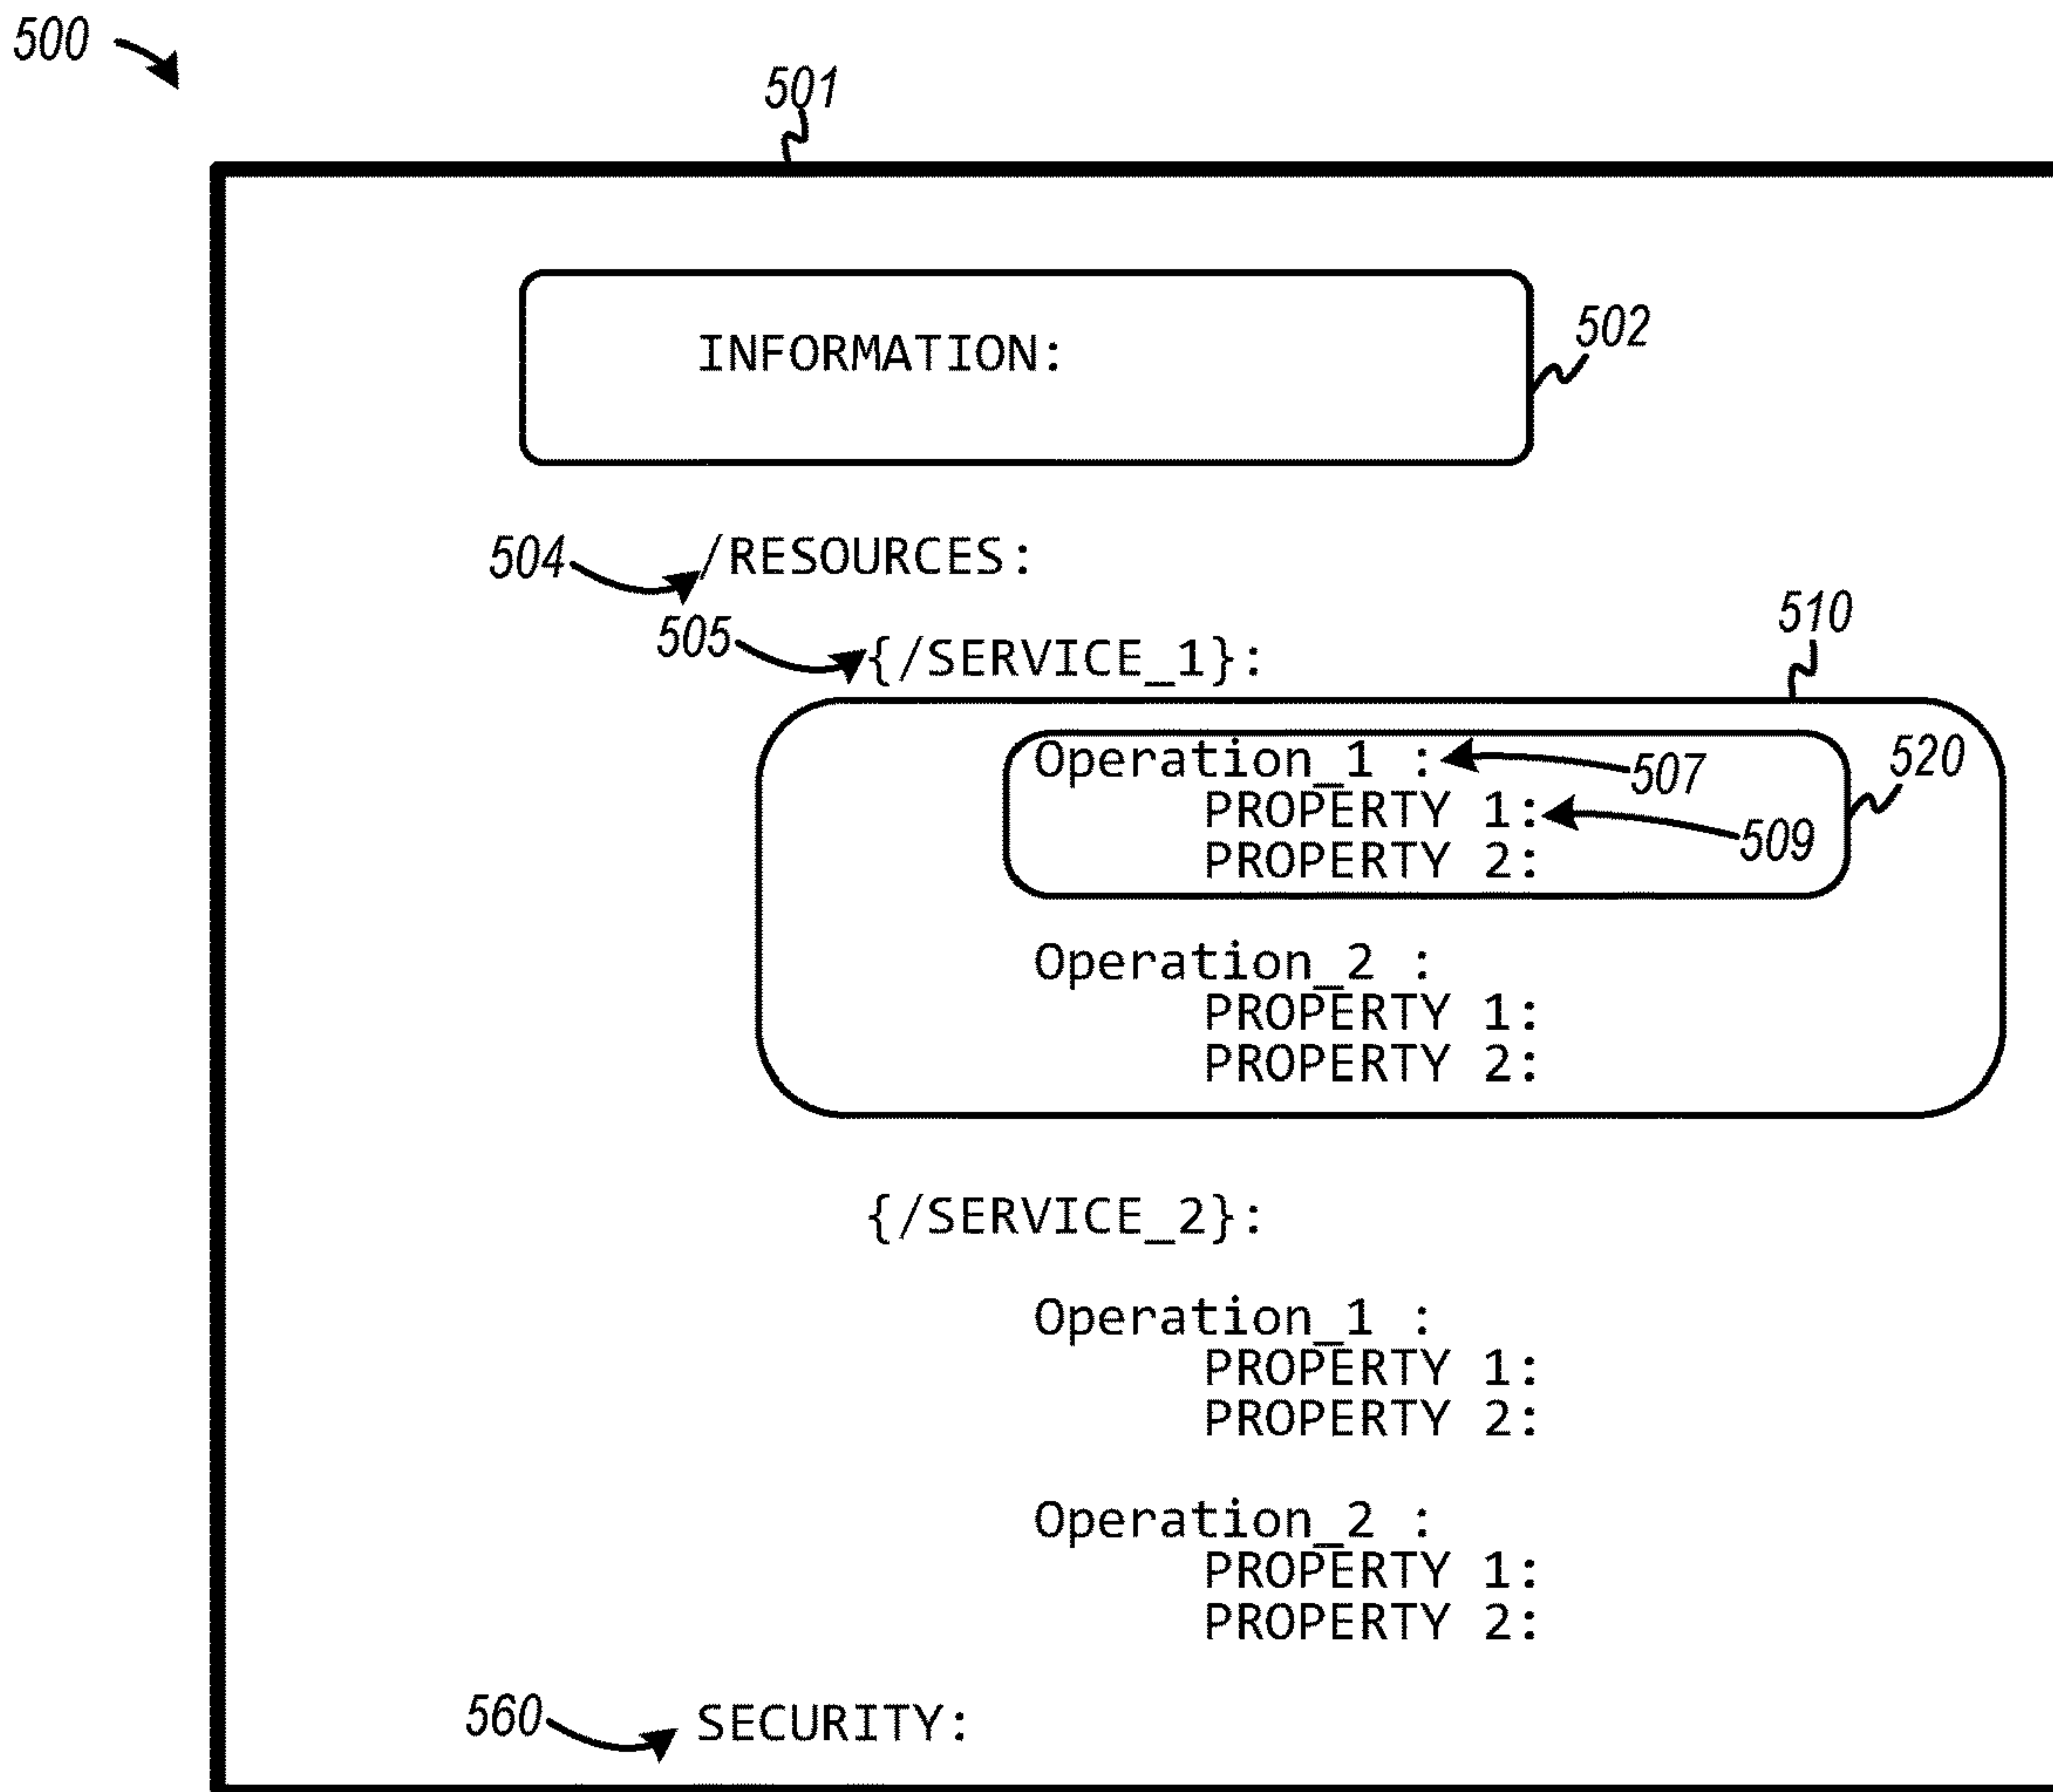 500
501
INFORMATION:
502
504 /RESOURCES:
505 {/SERVICE_1}:
510
Operation_1 : 507
520
PROPERTY 1: 509
PROPERTY 2:
Operation_2 :
PROPERTY 1:
PROPERTY 2:
{/SERVICE_2}:
Operation_1 :
PROPERTY 1:
PROPERTY 2:
Operation_2 :
PROPERTY 1:
PROPERTY 2:
560 SECURITY: